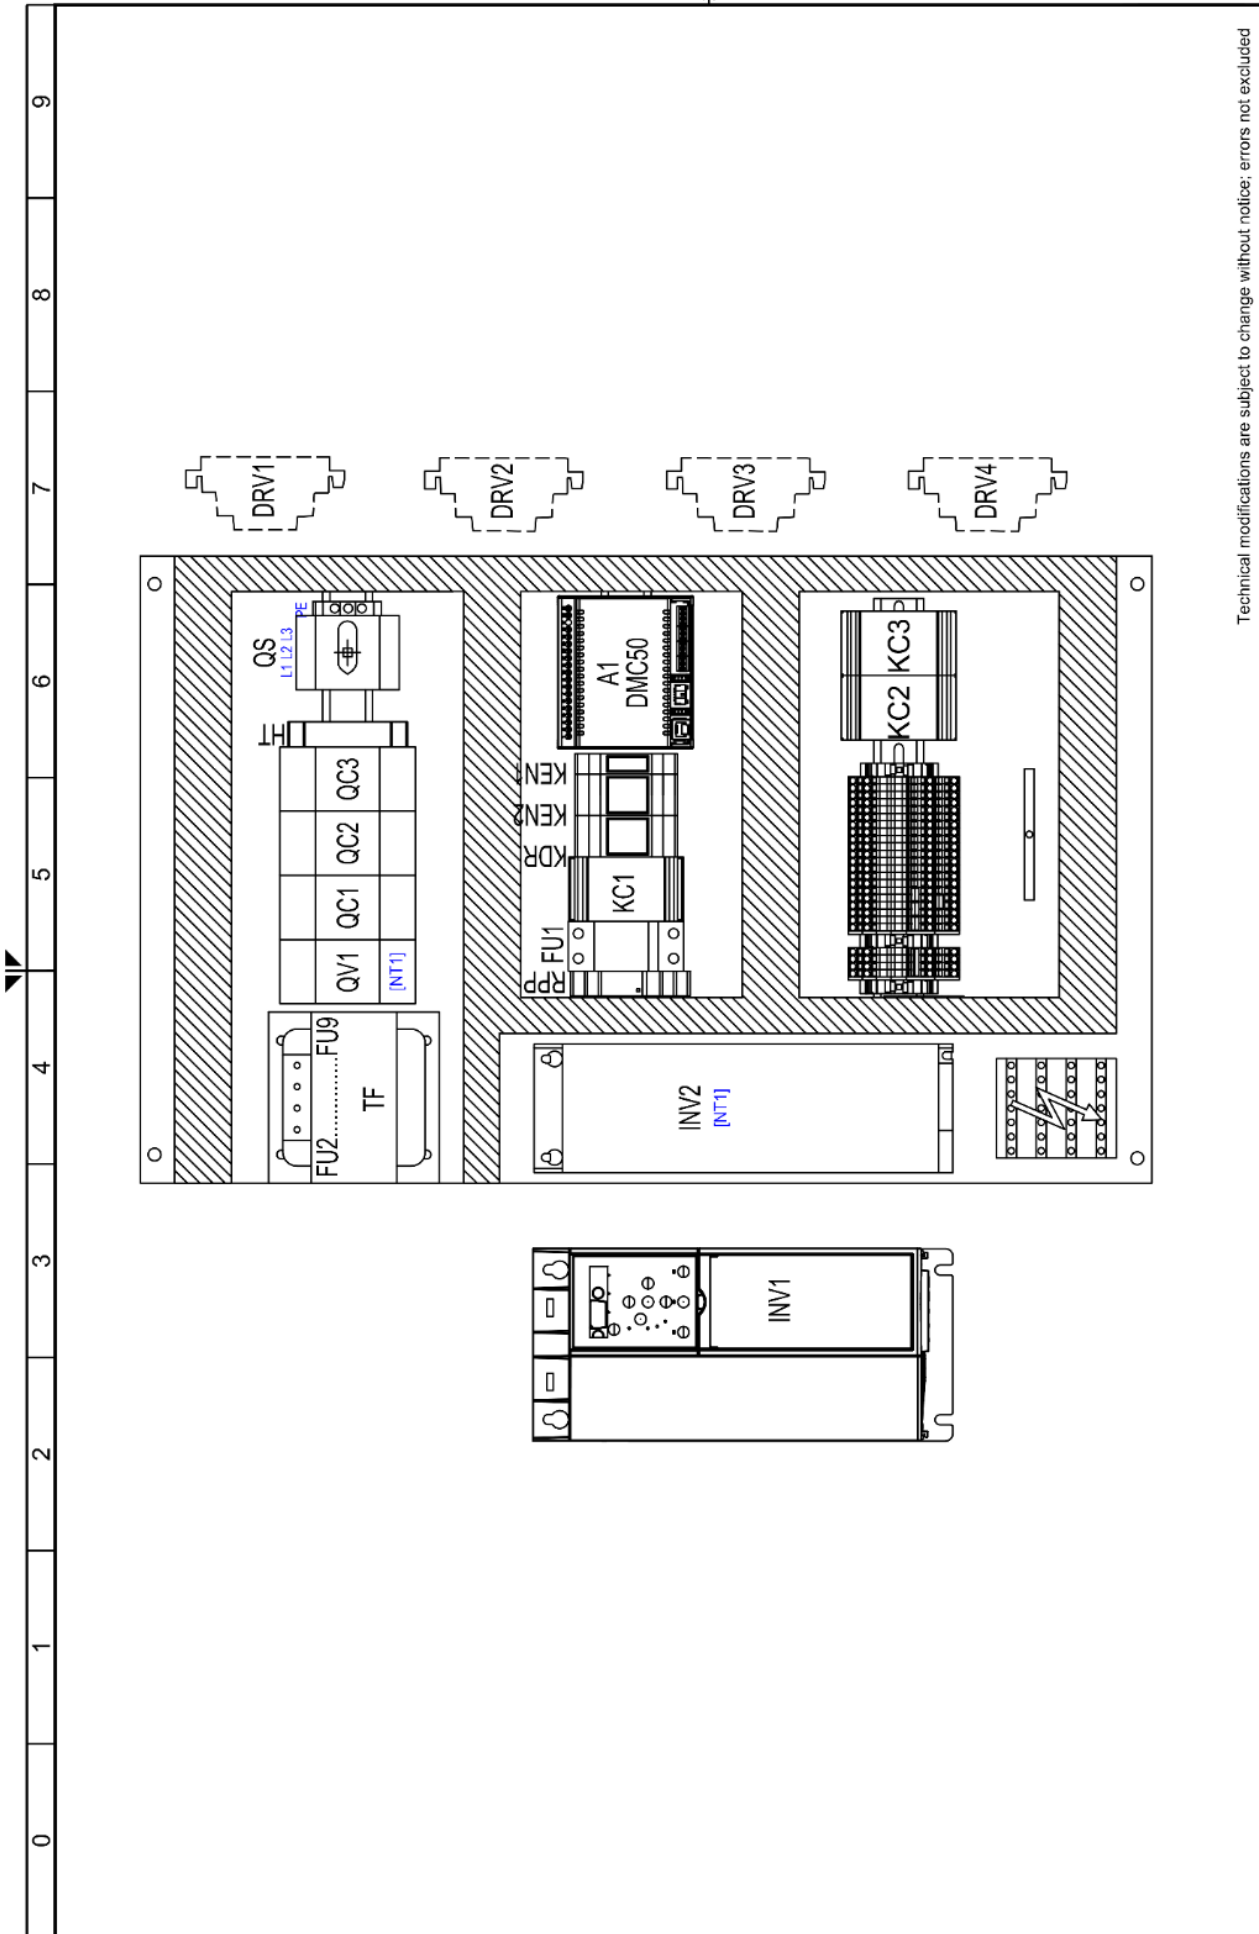 0
1
2
3
4
5
6
7
8
9
TF
FU2.............FU9
QV1
[NT1]
QC1
QC2
QC3
HT
QS
L1 L2 L3
PE
DRV1
DRV2
DRV3
DRV4
RPP
FU1
KC1
KDR
KEN2
KEN1
A1
DMC50
KC2
KC3
INV2
[NT1]
INV1
Technical modifications are subject to change without notice; errors not excluded